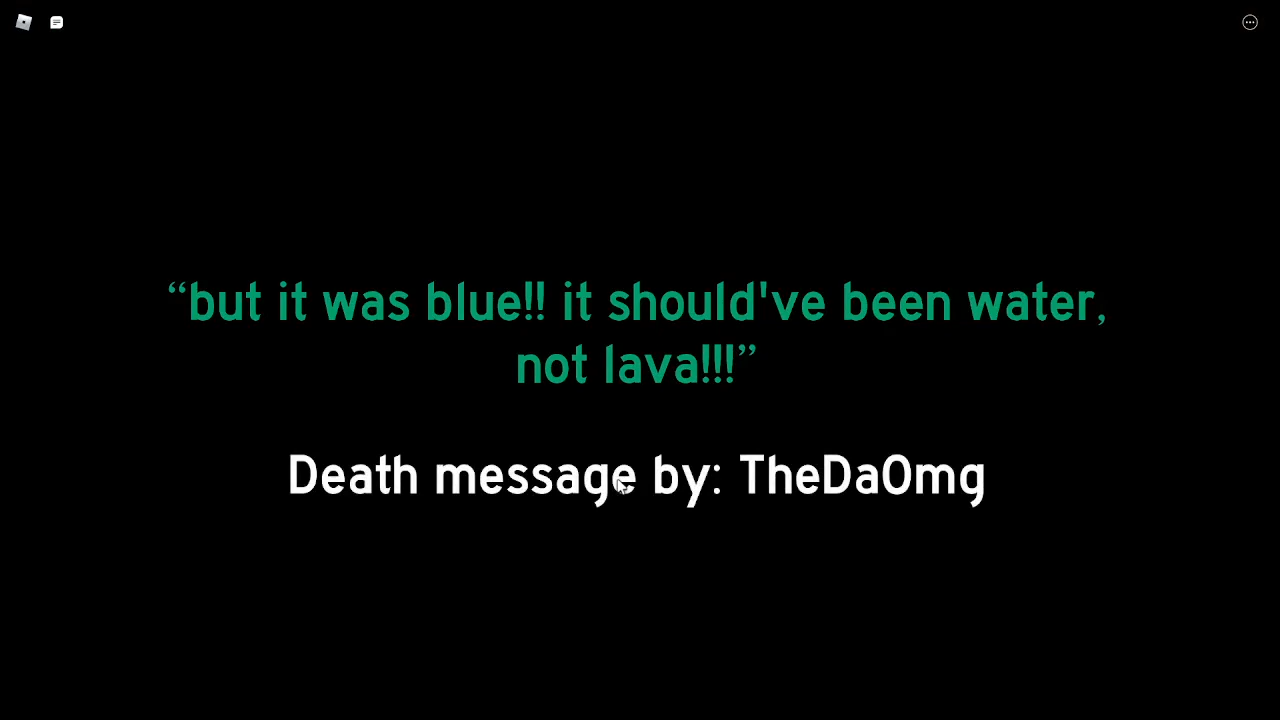 “but it was blue!! it should've been water,
not lava!!!”
Death message by: TheDaOmg